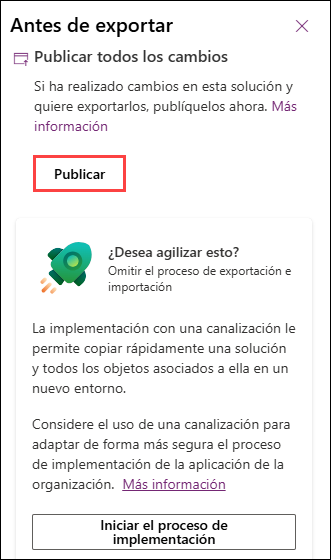 Antes de exportar
Publicar todos los cambios
Si ha realizado cambios en esta solución y
quiere exportarlos, publíquelos ahora. Más
información
Publicar
¿Desea agilizar esto?
Omitir el proceso de exportación e
importación
La implementación con una canalización le
permite copiar rápidamente una solución
y todos los objetos asociados a ella en un
nuevo entorno.
Considere el uso de una canalización para
adaptar de forma más segura el proceso
de implementación de la aplicación de la
organización. Más información
Iniciar el proceso de
implementación